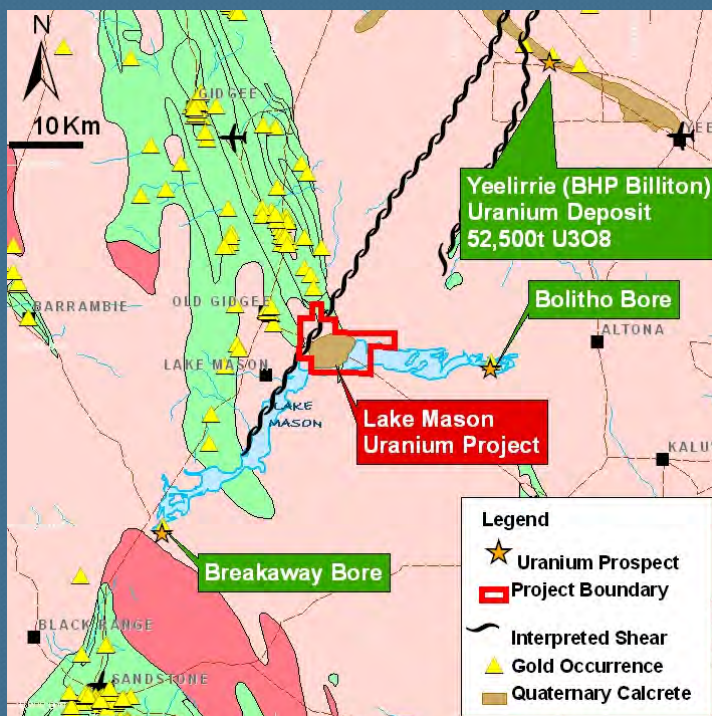 N
10 Km
GIDGEE
Yeelirrie (BHP Billiton)
Uranium Deposit
52,500t U3O8
Bolitho Bore
BARRAMBIE
OLD GIDGEE
ALTONA
LAKE MASON
LAKE
MASON
Lake Mason
Uranium Project
Breakaway Bore
BLACK RANGE
SANDSTONE
Legend
Uranium Prospect
Project Boundary
Interpreted Shear
Gold Occurrence
Quaternary Calcrete